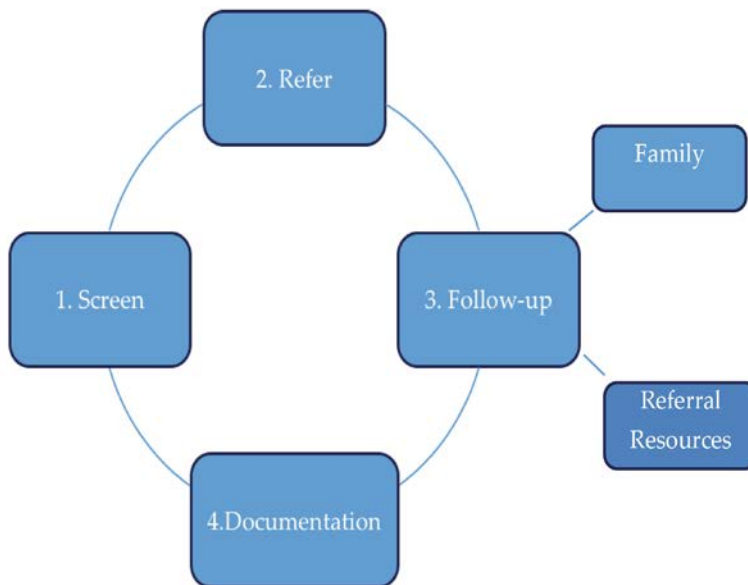 2. Refer
Family
1. Screen
3. Follow-up
Referral
Resources
4.Documentation